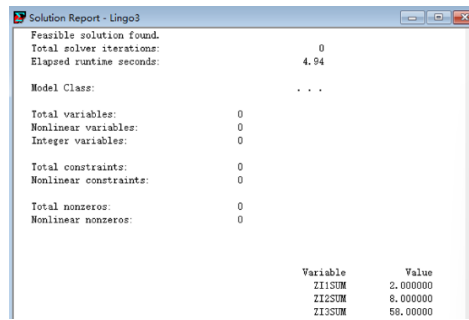 Solution Report - Lingo3
Feasible solution found.
Total solver iterations: 0
Elapsed runtime seconds: 4.94
Model Class: . . .
Total variables: 0
Nonlinear variables: 0
Integer variables: 0
Total constraints: 0
Nonlinear constraints: 0
Total nonzeros: 0
Nonlinear nonzeros: 0
Variable Value
ZI1SUM 2.000000
ZI2SUM 8.000000
ZI3SUM 58.00000